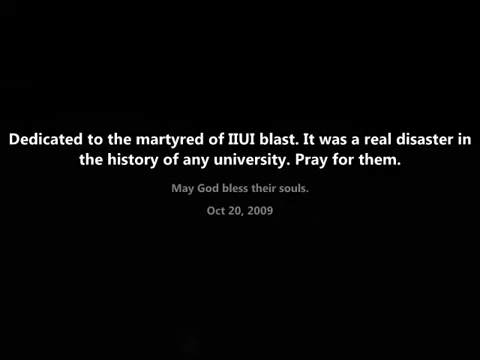 Dedicated to the martyred of IIUI blast. It was a real disaster in
the history of any university. Pray for them.
May God bless their souls.
Oct 20, 2009